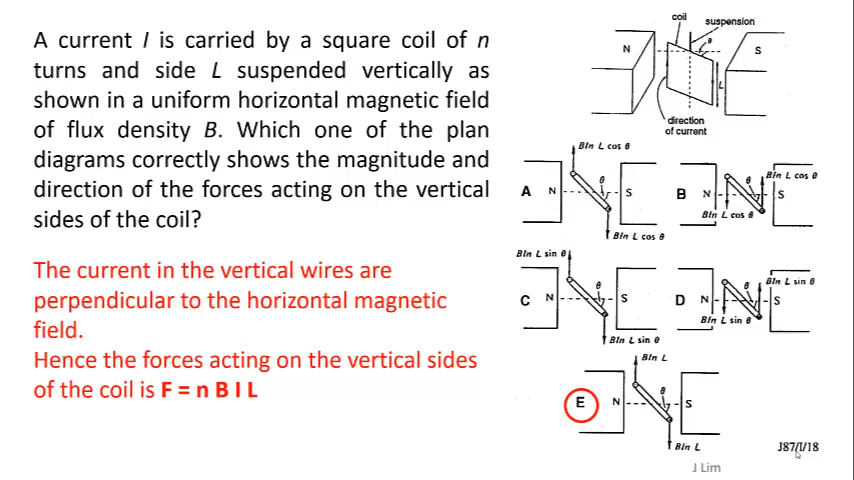 A current I is carried by a square coil of n
turns and side L suspended vertically as
shown in a uniform horizontal magnetic field
of flux density B. Which one of the plan
diagrams correctly shows the magnitude and
direction of the forces acting on the vertical
sides of the coil?
The current in the vertical wires are
perpendicular to the horizontal magnetic
field.
Hence the forces acting on the vertical sides
of the coil is F = n B I L
coil
suspension
θ
N
S
L
direction
of current
BIn L cos θ
A
N
θ
S
BIn L cos θ
B
N
θ
BIn L cos θ
S
BIn L cos θ
BIn L sin θ
C
N
θ
S
BIn L sin θ
D
N
θ
BIn L sin θ
S
BIn L sin θ
BIn L
E
N
θ
S
BIn L
J87/I/18
J Lim